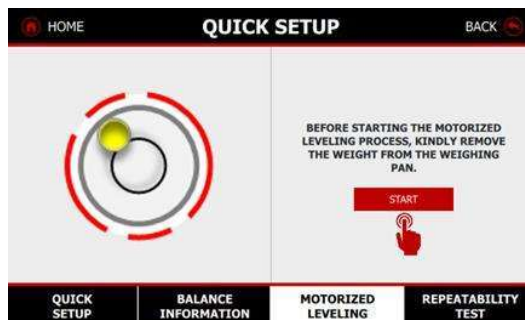 HOME
QUICK SETUP
BACK
BEFORE STARTING THE MOTORIZED
LEVELING PROCESS, KINDLY REMOVE
THE WEIGHT FROM THE WEIGHING
PAN.
START
QUICK
SETUP
BALANCE
INFORMATION
MOTORIZED
LEVELING
REPEATABILITY
TEST